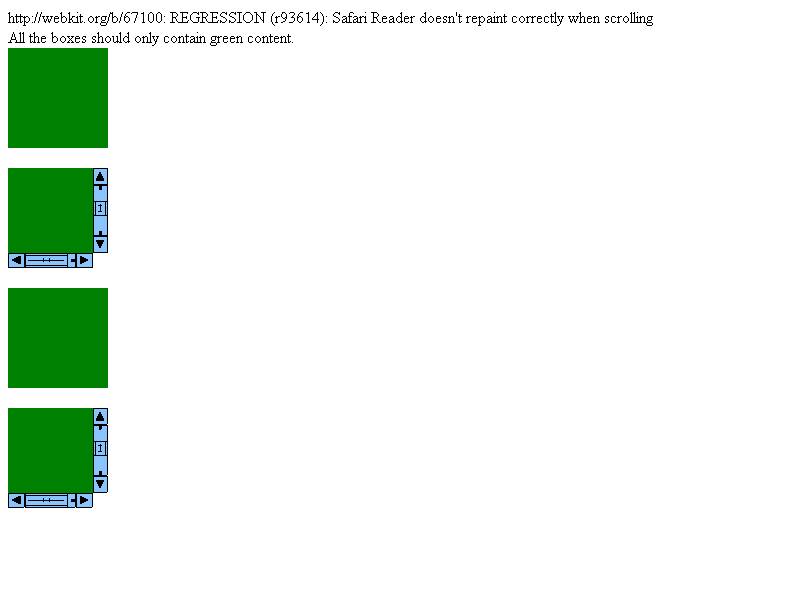 http://webkit.org/b/67100: REGRESSION (r93614): Safari Reader doesn't repaint correctly when scrolling
All the boxes should only contain green content.